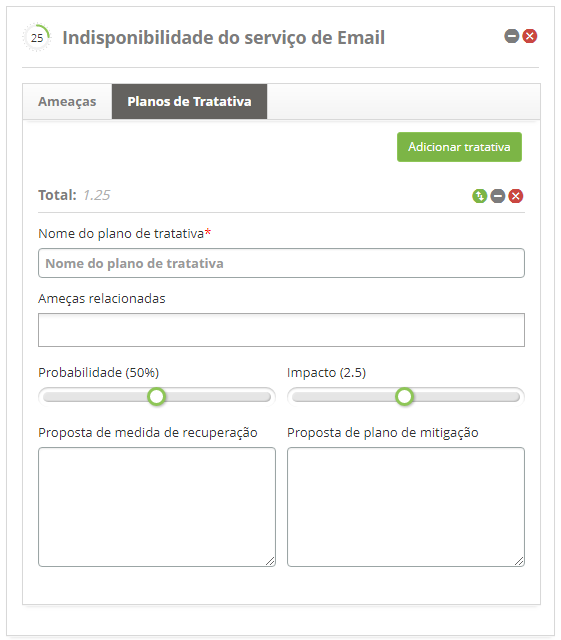 25 Indisponibilidade do serviço de Email
Ameaças Planos de Tratativa
Adicionar tratativa
Total: 1.25
Nome do plano de tratativa*
Nome do plano de tratativa
Ameças relacionadas
Probabilidade (50%) Impacto (2.5)
Proposta de medida de recuperação Proposta de plano de mitigação